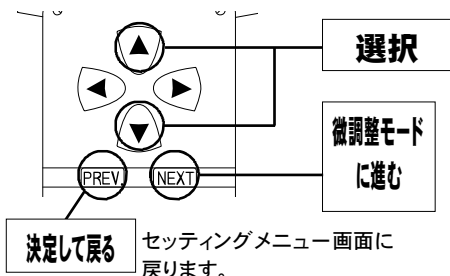 選択
微調整モード
に進む
PREV.
NEXT
決定して戻る
セッティングメニュー画面に
戻ります。